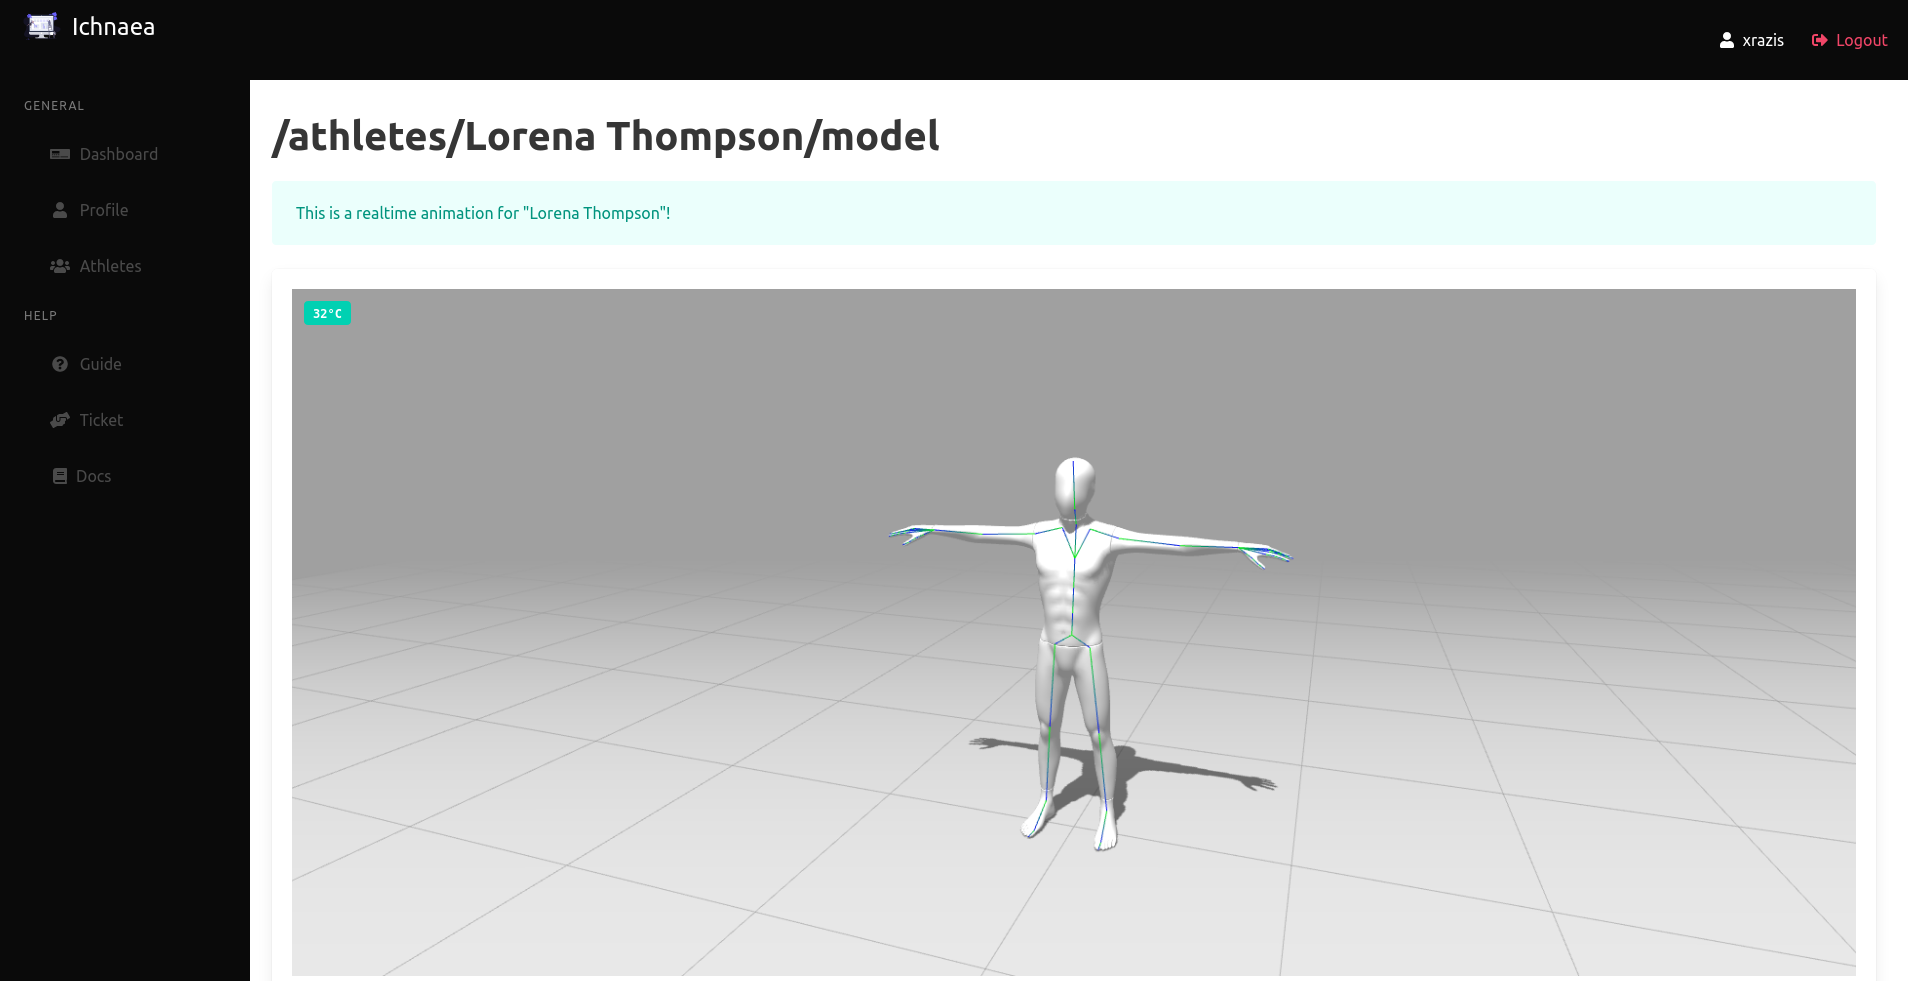 Ichnaea
xrazis
Logout
GENERAL
Dashboard
Profile
Athletes
HELP
Guide
Ticket
Docs
/athletes/Lorena Thompson/model
This is a realtime animation for "Lorena Thompson"!
32°C